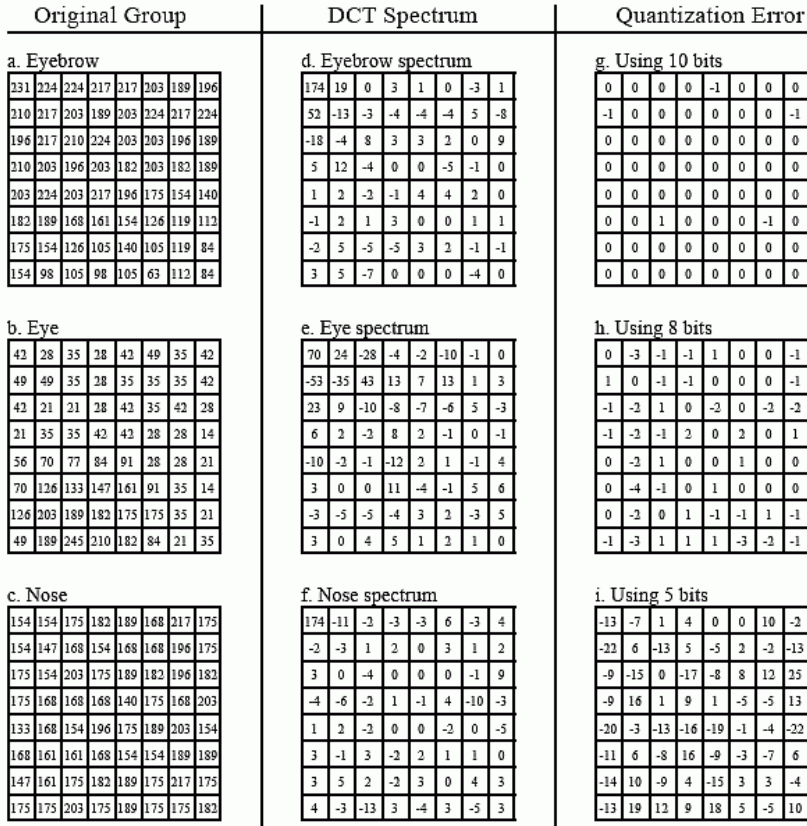 Original Group DCT Spectrum Quantization Error
a. Eyebrow
231 224 224 217 217 203 189 196
210 217 203 189 203 224 217 224
196 217 210 224 203 203 196 189
210 203 196 203 182 203 182 189
203 224 203 217 196 175 154 140
182 189 168 161 154 126 119 112
175 154 126 105 140 105 119 84
154 98 105 98 105 63 112 84
b. Eye
42 28 35 28 42 49 35 42
49 49 35 28 35 35 35 42
42 21 21 28 42 35 42 28
21 35 35 42 42 28 28 14
56 70 77 84 91 28 28 21
70 126 133 147 161 91 35 14
126 203 189 182 175 175 35 21
49 189 245 210 182 84 21 35
c. Nose
154 154 175 182 189 168 217 175
154 147 168 154 168 168 196 175
175 154 203 175 189 182 196 182
175 168 168 168 140 175 168 203
133 168 154 196 175 189 203 154
168 161 161 168 154 154 189 189
147 161 175 182 189 175 217 175
175 175 203 175 189 175 175 182
d. Eyebrow spectrum
174 19 0 3 1 0 -3 1
52 -13 -3 -4 -4 -4 5 -8
-18 -4 8 3 3 2 0 9
5 12 -4 0 0 -5 -1 0
1 2 -2 -1 4 4 2 0
-1 2 1 3 0 0 1 1
-2 5 -5 -5 3 2 -1 -1
3 5 -7 0 0 0 -4 0
e. Eye spectrum
70 24 -28 -4 -2 -10 -1 0
-53 -35 43 13 7 13 1 3
23 9 -10 -8 -7 -6 5 -3
6 2 -2 8 2 -1 0 -1
-10 -2 -1 -12 2 1 -1 4
3 0 0 11 -4 -1 5 6
-3 -5 -5 -4 3 2 -3 5
3 0 4 5 1 2 1 0
f. Nose spectrum
174 -11 -2 -3 -3 6 -3 4
-2 -3 1 2 0 3 1 2
3 0 -4 0 0 0 -1 9
-4 -6 -2 1 -1 4 -10 -3
1 2 -2 0 0 -2 0 -5
3 -1 3 -2 2 1 1 0
3 5 2 -2 3 0 4 3
4 -3 -13 3 -4 3 -5 3
g. Using 10 bits
0 0 0 0 -1 0 0 0
-1 0 0 0 0 0 0 -1
0 0 0 0 0 0 0 0
0 0 0 0 0 0 0 0
0 0 0 0 0 0 0 0
0 0 1 0 0 0 -1 0
0 0 0 0 0 0 0 0
0 0 0 0 0 0 0 0
h. Using 8 bits
0 -3 -1 -1 1 0 0 -1
1 0 -1 -1 0 0 0 -1
-1 -2 1 0 -2 0 -2 -2
-1 -2 -1 2 0 2 0 1
0 -2 1 0 0 1 0 0
0 -4 -1 0 1 0 0 0
0 -2 0 1 -1 -1 1 -1
-1 -3 1 1 1 -3 -2 -1
i. Using 5 bits
-13 -7 1 4 0 0 10 -2
-22 6 -13 5 -5 2 -2 -13
-9 -15 0 -17 -8 8 12 25
-9 16 1 9 1 -5 -5 13
-20 -3 -13 -16 -19 -1 -4 -22
-11 6 -8 16 -9 -3 -7 6
-14 10 -9 4 -15 3 3 -4
-13 19 12 9 18 5 -5 10